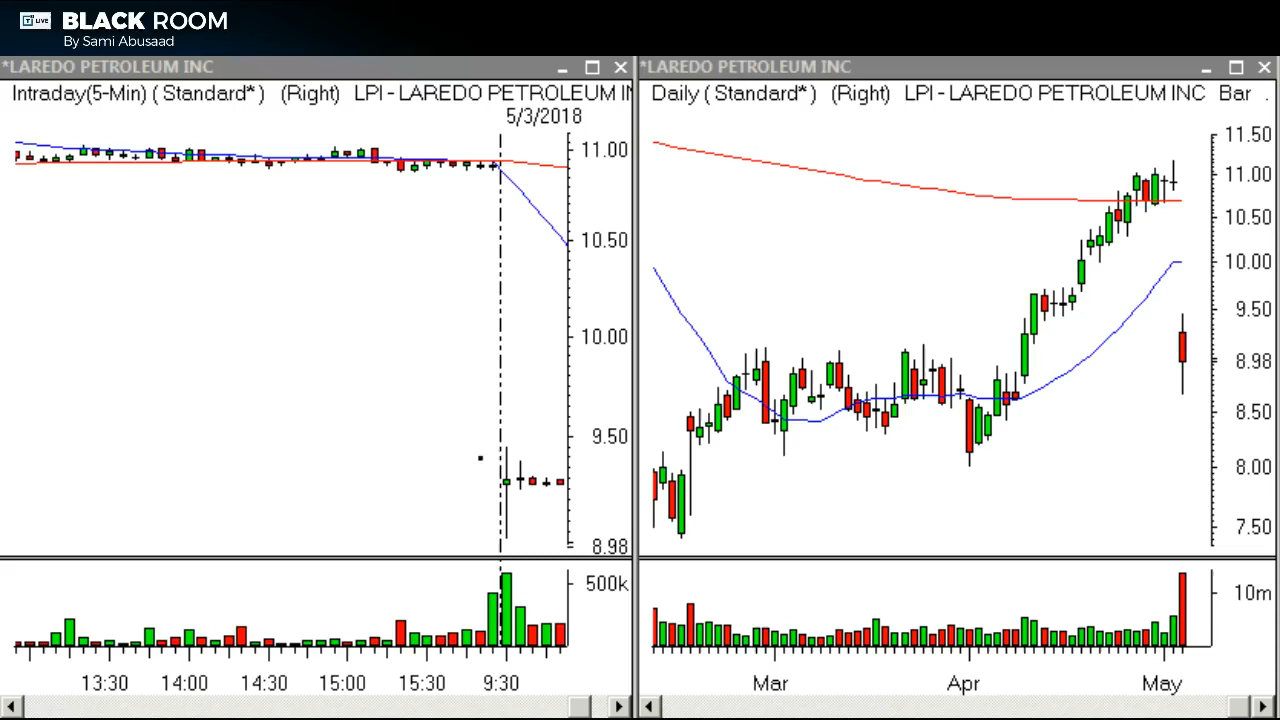 T LIVE BLACK ROOM
By Sami Abusaad
*LAREDO PETROLEUM INC
Intraday(5-Min) ( Standard* ) (Right) LPI - LAREDO PETROLEUM IN
5/3/2018
11.00
10.50
10.00
9.50
8.98
500k
13:30 14:00 14:30 15:00 15:30 9:30
*LAREDO PETROLEUM INC
Daily ( Standard* ) (Right) LPI - LAREDO PETROLEUM INC Bar .
11.50
11.00
10.50
10.00
9.50
8.98
8.50
8.00
7.50
10m
Mar Apr May